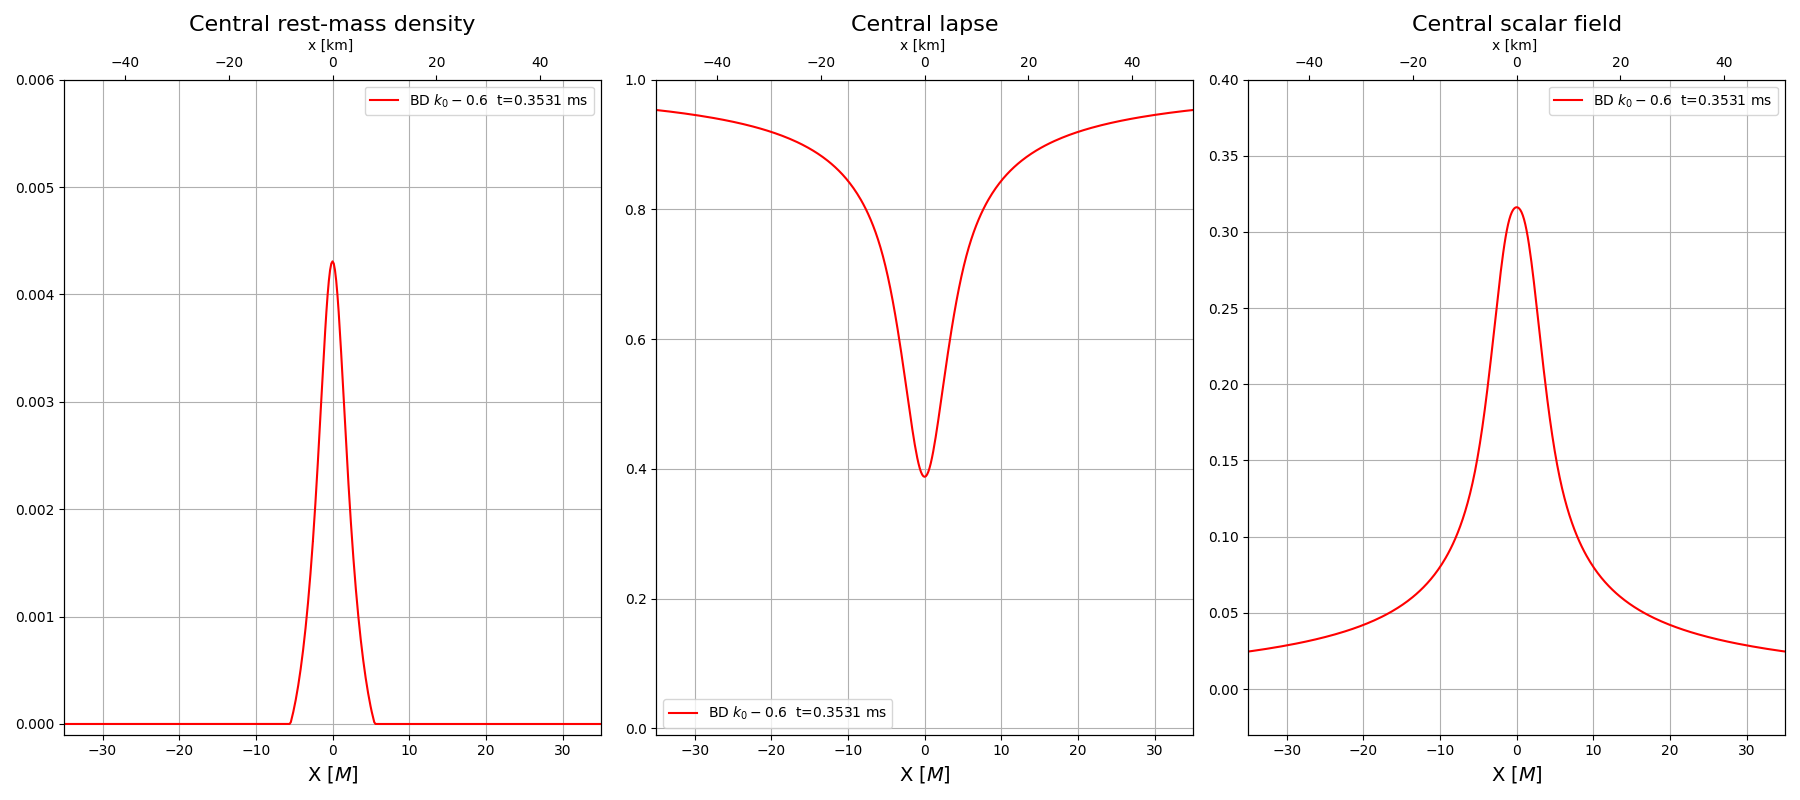 Central rest-mass density
x [km]
−40 −20 0 20 40
0.006
0.005
0.004
0.003
0.002
0.001
0.000
BD k₀ − 0.6 t=0.3531 ms
−30 −20 −10 0 10 20 30
X [M]
Central lapse
x [km]
−40 −20 0 20 40
1.0
0.8
0.6
0.4
0.2
0.0
BD k₀ − 0.6 t=0.3531 ms
−30 −20 −10 0 10 20 30
X [M]
Central scalar field
x [km]
−40 −20 0 20 40
0.40
0.35
0.30
0.25
0.20
0.15
0.10
0.05
0.00
BD k₀ − 0.6 t=0.3531 ms
−30 −20 −10 0 10 20 30
X [M]